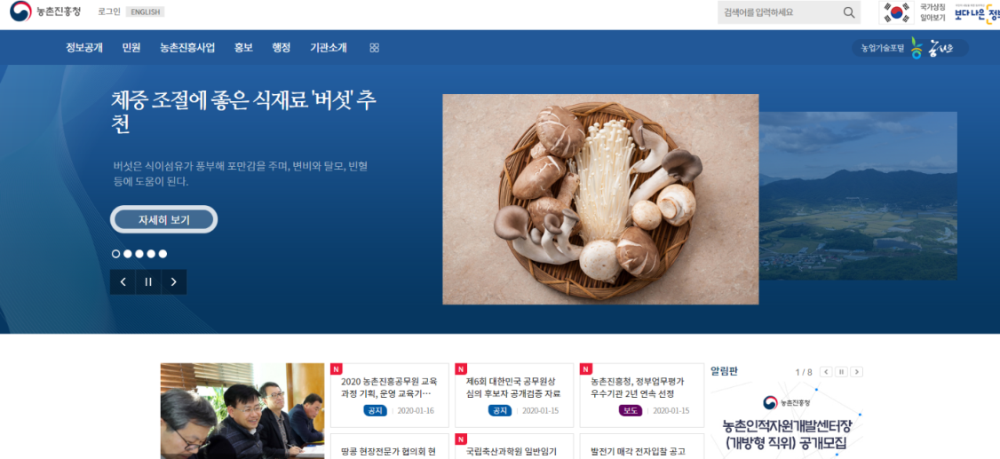 농촌진흥청
로그인
ENGLISH
검색어를 입력하세요
국가상징
알아보기
보다나은
정보공개
민원
농촌진흥사업
홍보
행정
기관소개
농업기술포털
농사로
체중 조절에 좋은 식재료 '버섯' 추
천
버섯은 식이섬유가 풍부해 포만감을 주며, 변비와 탈모, 빈혈
등에 도움이 된다.
자세히 보기
N
2020 농촌진흥공무원 교육
과정 기획, 운영 교육기···
공지
2020-01-16
N
제6회 대한민국 공무원상
심의 후보자 공개검증 자료
공지
2020-01-15
N
농촌진흥청, 정부업무평가
우수기관 2년 연속 선정
보도
2020-01-15
알림판
1 / 8
농촌진흥청
농촌인적자원개발센터장
(개방형 직위) 공개모집
땅콩 현장전문가 협의회 현
N
국립축산과학원 일반임기
발전기 매각 전자입찰 공고